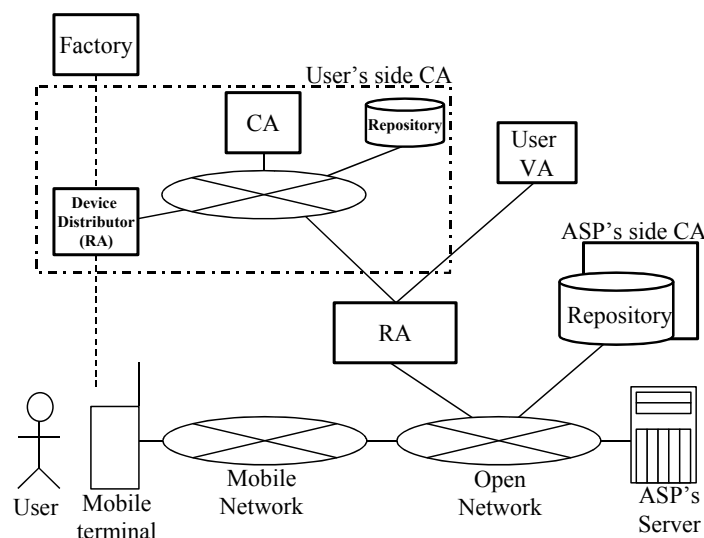 Factory
User's side CA
CA
Repository
User
VA
Device
Distributor
(RA)
ASP's side CA
Repository
RA
User
Mobile
terminal
Mobile
Network
Open
Network
ASP's
Server